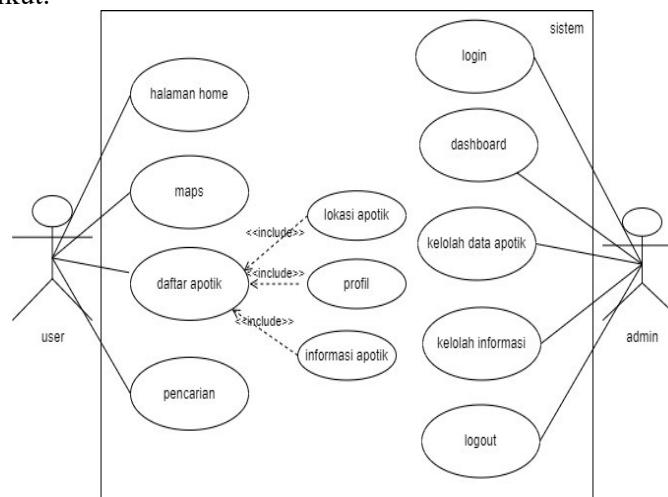 sistem
login
halaman home
dashboard
maps
lokasi apotik
<<include>>
kelolah data apotik
<<include>>
daftar apotik
profil
<<include>>
user
admin
kelolah informasi
informasi apotik
pencarian
logout